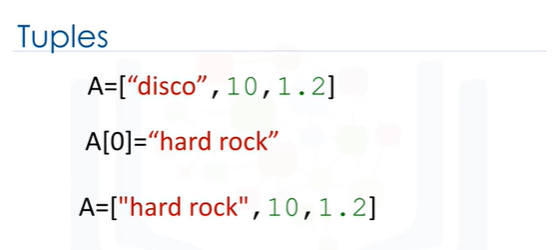 Tuples
A=[“disco”,10,1.2]
A[0]=“hard rock”
A=["hard rock",10,1.2]